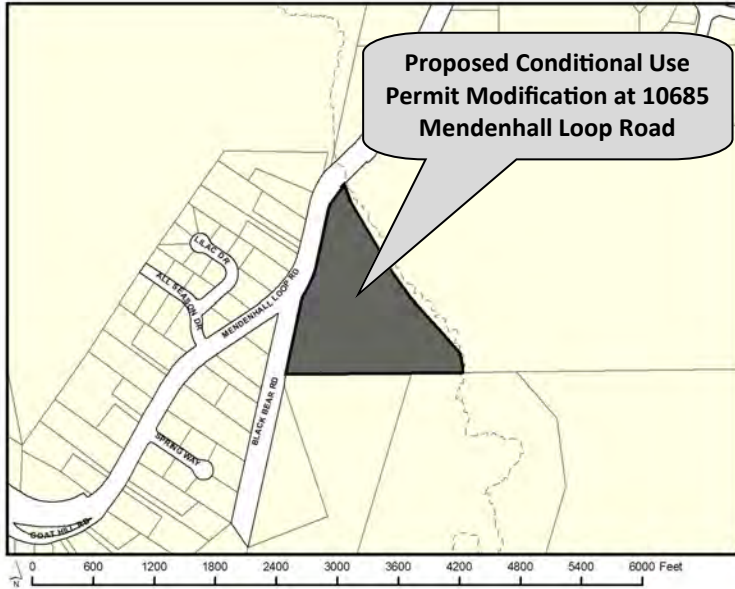 Proposed Conditional Use
Permit Modification at 10685
Mendenhall Loop Road
LILAC DR
ALL SEASON DR
MENDENHALL LOOP RD
BLACK BEAR RD
SPRING WAY
GOAT HILL RD
N
0 600 1200 1800 2400 3000 3600 4200 4800 5400 6000 Feet